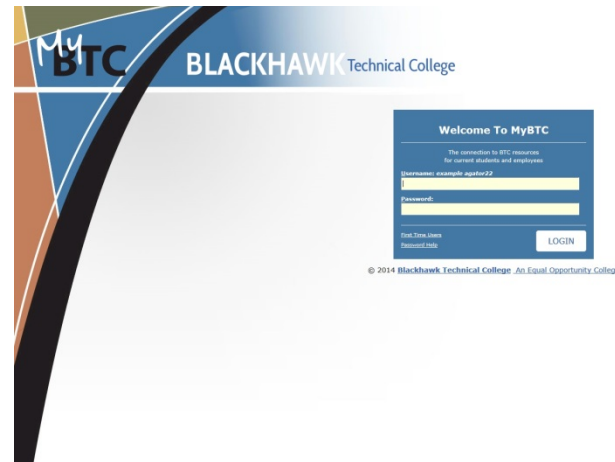 MyBTC
BLACKHAWK Technical College
Welcome To MyBTC
The connection to BTC resources
for current students and employees
Username: example agator22
Password:
First Time Users
Password Help
LOGIN
© 2014 Blackhawk Technical College An Equal Opportunity Colleg